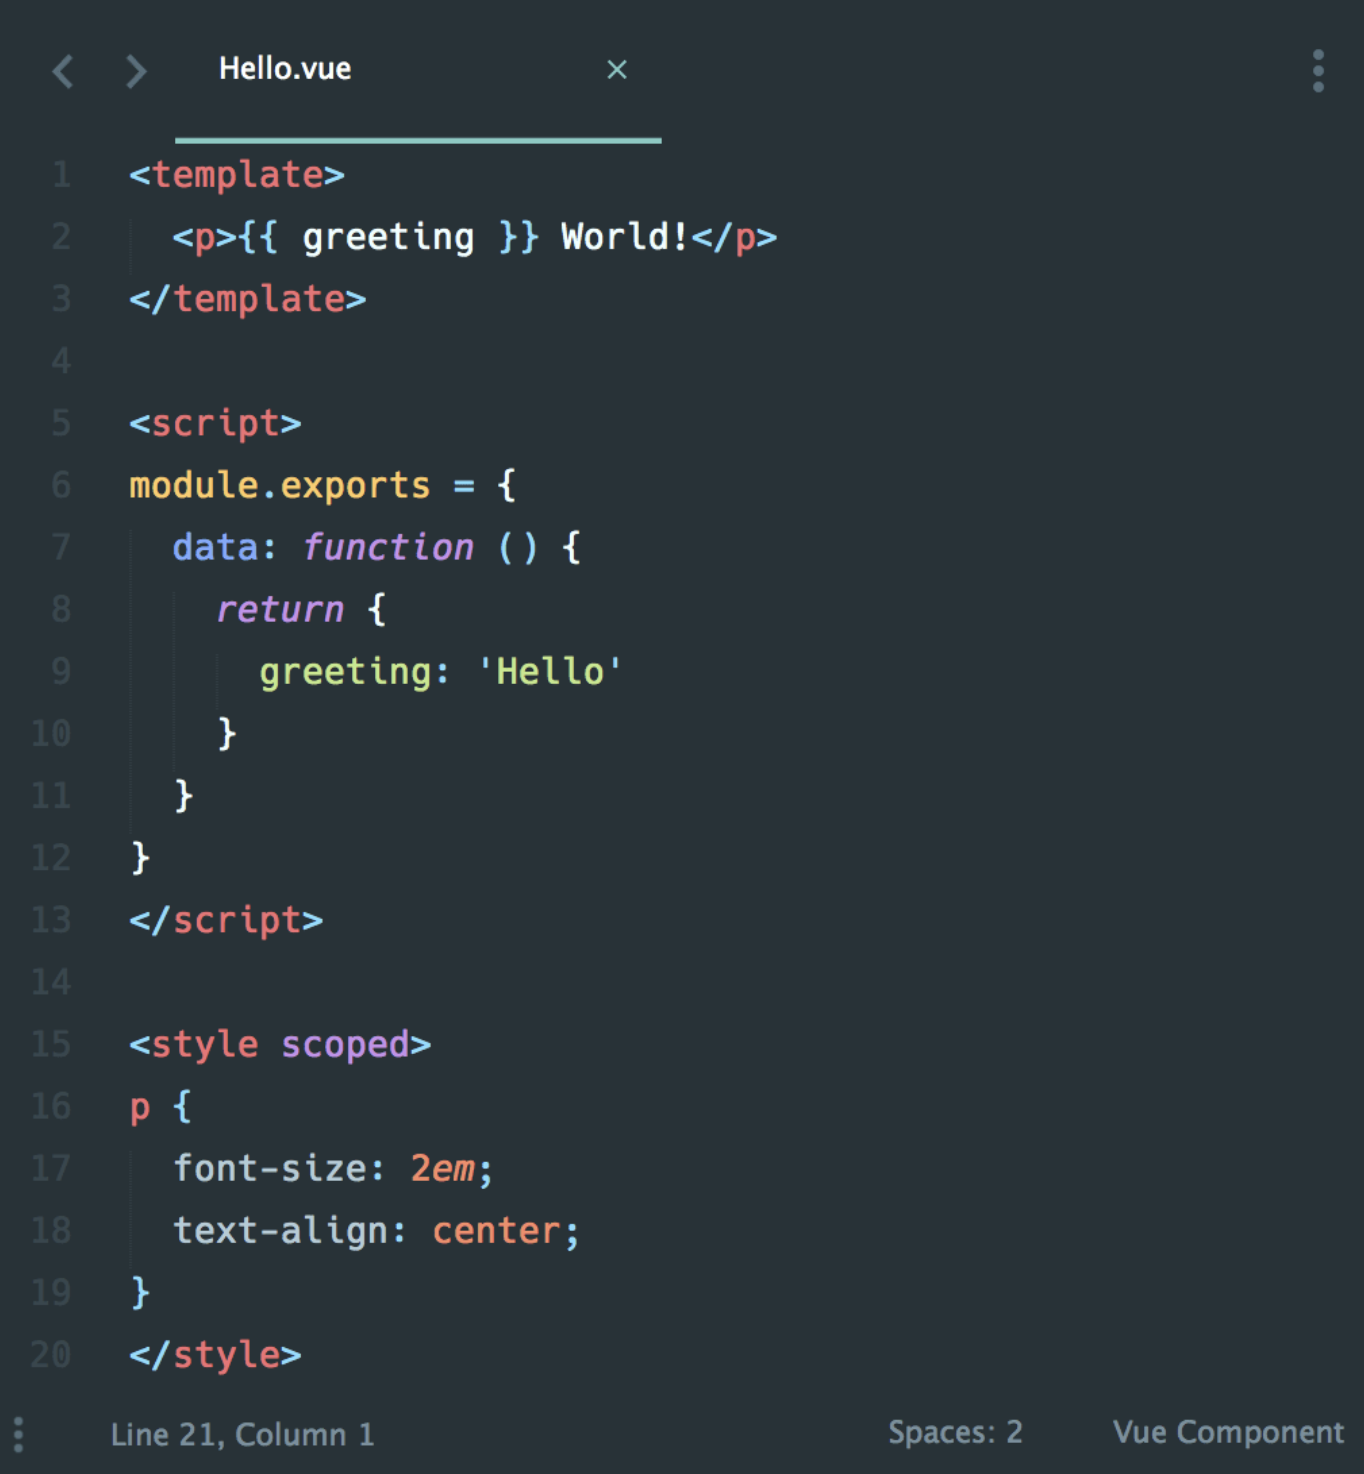 Hello.vue
1 <template>
2   <p>{{ greeting }} World!</p>
3 </template>
4
5 <script>
6 module.exports = {
7   data: function () {
8     return {
9       greeting: 'Hello'
10     }
11   }
12 }
13 </script>
14
15 <style scoped>
16 p {
17   font-size: 2em;
18   text-align: center;
19 }
20 </style>
Line 21, Column 1 Spaces: 2 Vue Component